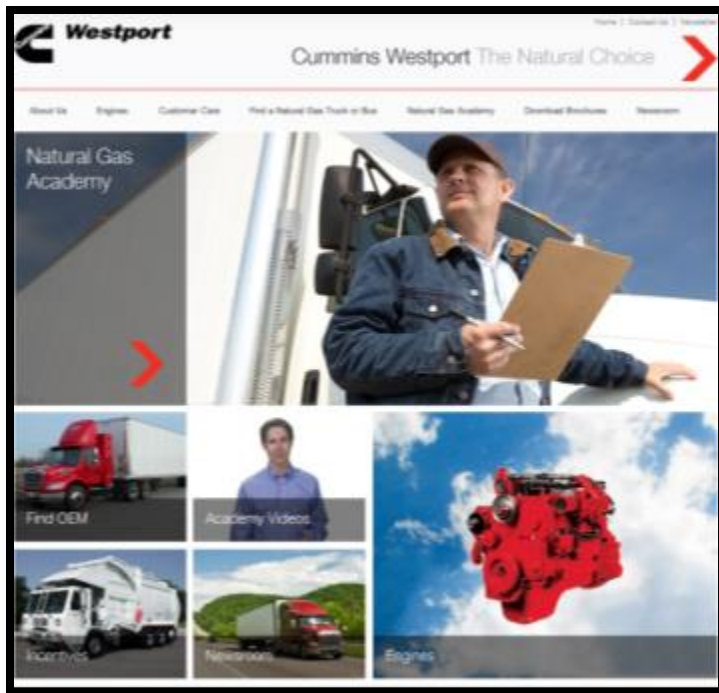 Westport
Home | Contact Us | Newsletter
Cummins Westport The Natural Choice
About Us Engines Customer Care Find a Natural Gas Truck or Bus Natural Gas Academy Download Brochures Newsroom
Natural Gas
Academy
Find OEM
Academy Videos
Incentives
Newsroom
Engines